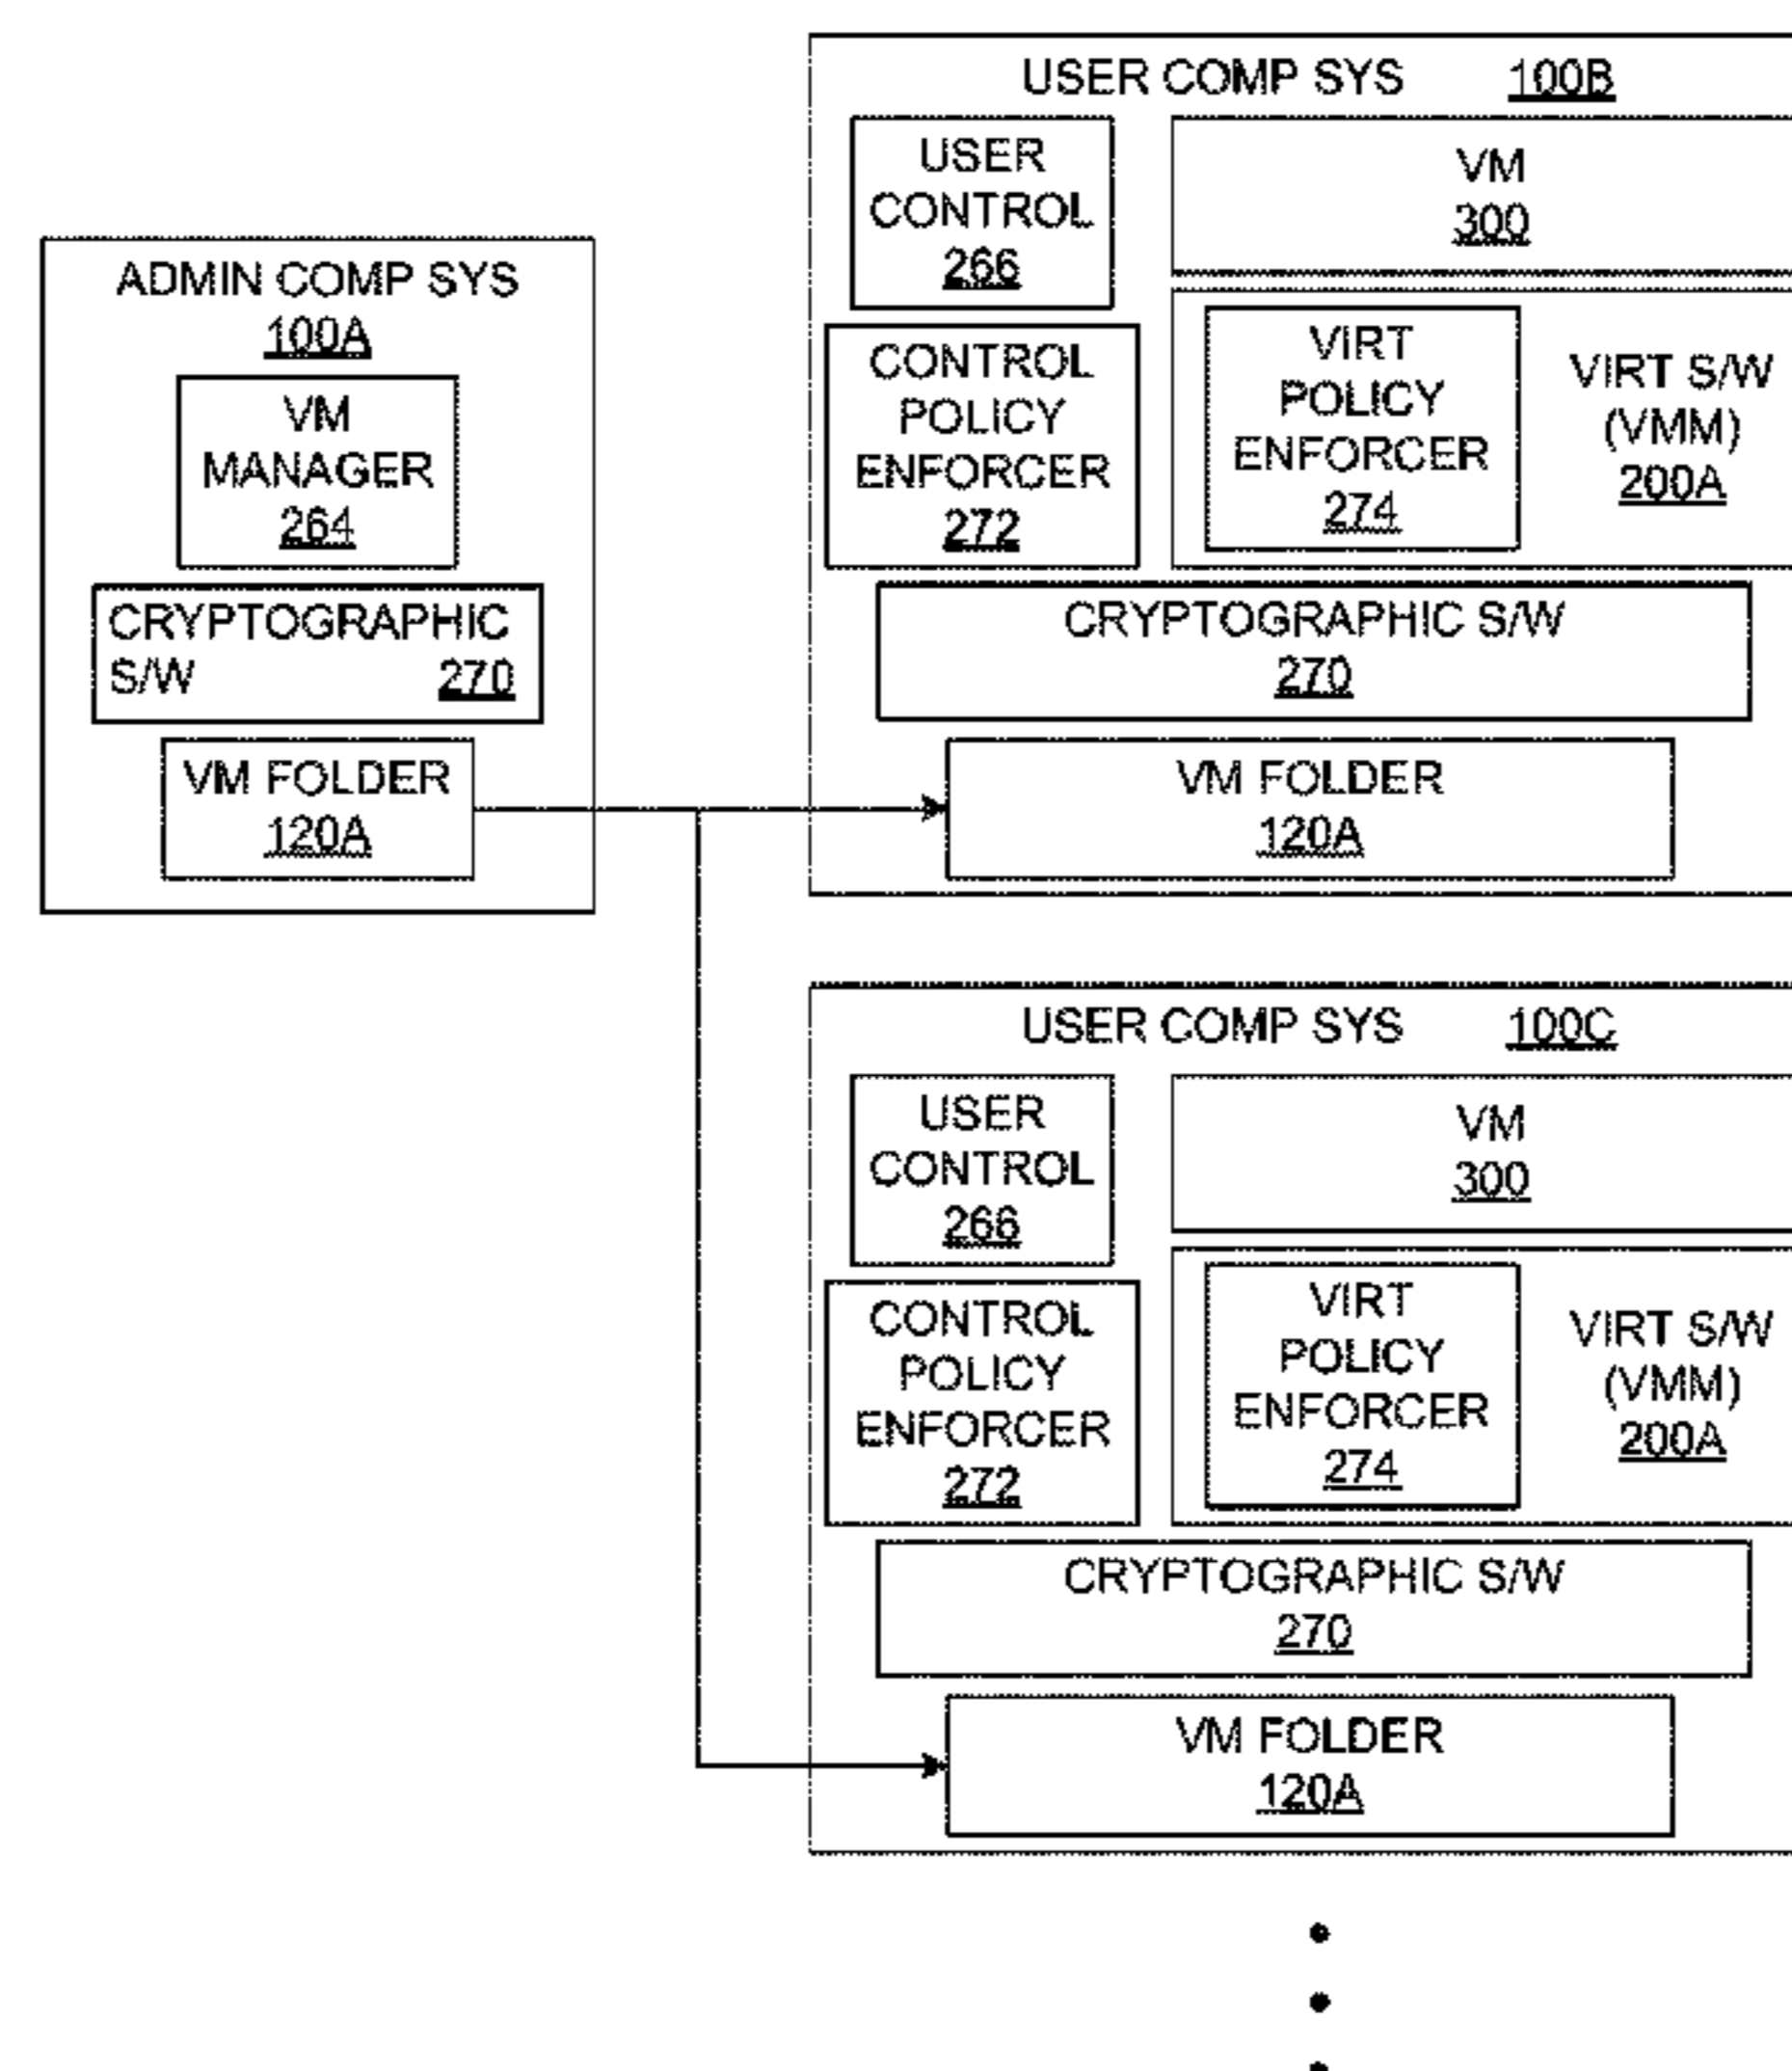 ADMIN COMP SYS
100A
VM
MANAGER
264
CRYPTOGRAPHIC
S/W 270
VM FOLDER
120A
USER COMP SYS 100B
USER
CONTROL
266
VM
300
CONTROL
POLICY
ENFORCER
272
VIRT
POLICY
ENFORCER
274
VIRT S/W
(VMM)
200A
CRYPTOGRAPHIC S/W
270
VM FOLDER
120A
USER COMP SYS 100C
USER
CONTROL
266
VM
300
CONTROL
POLICY
ENFORCER
272
VIRT
POLICY
ENFORCER
274
VIRT S/W
(VMM)
200A
CRYPTOGRAPHIC S/W
270
VM FOLDER
120A